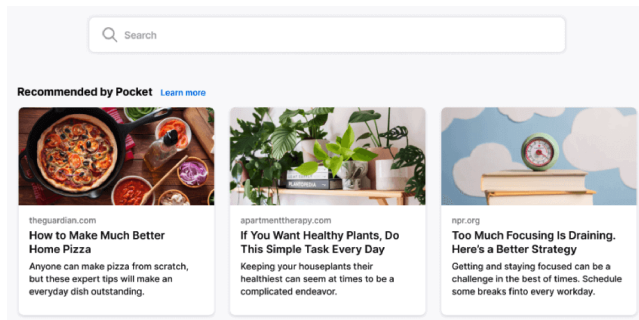 Search
Recommended by Pocket Learn more
PLANTOPEDIA
theguardian.com
How to Make Much Better
Home Pizza
Anyone can make pizza from scratch,
but these expert tips will make an
everyday dish outstanding.
apartmenttherapy.com
If You Want Healthy Plants, Do
This Simple Task Every Day
Keeping your houseplants their
healthiest can seem at times to be a
complicated endeavor.
npr.org
Too Much Focusing Is Draining.
Here's a Better Strategy
Getting and staying focused can be a
challenge in the best of times. Schedule
some breaks finto every workday.